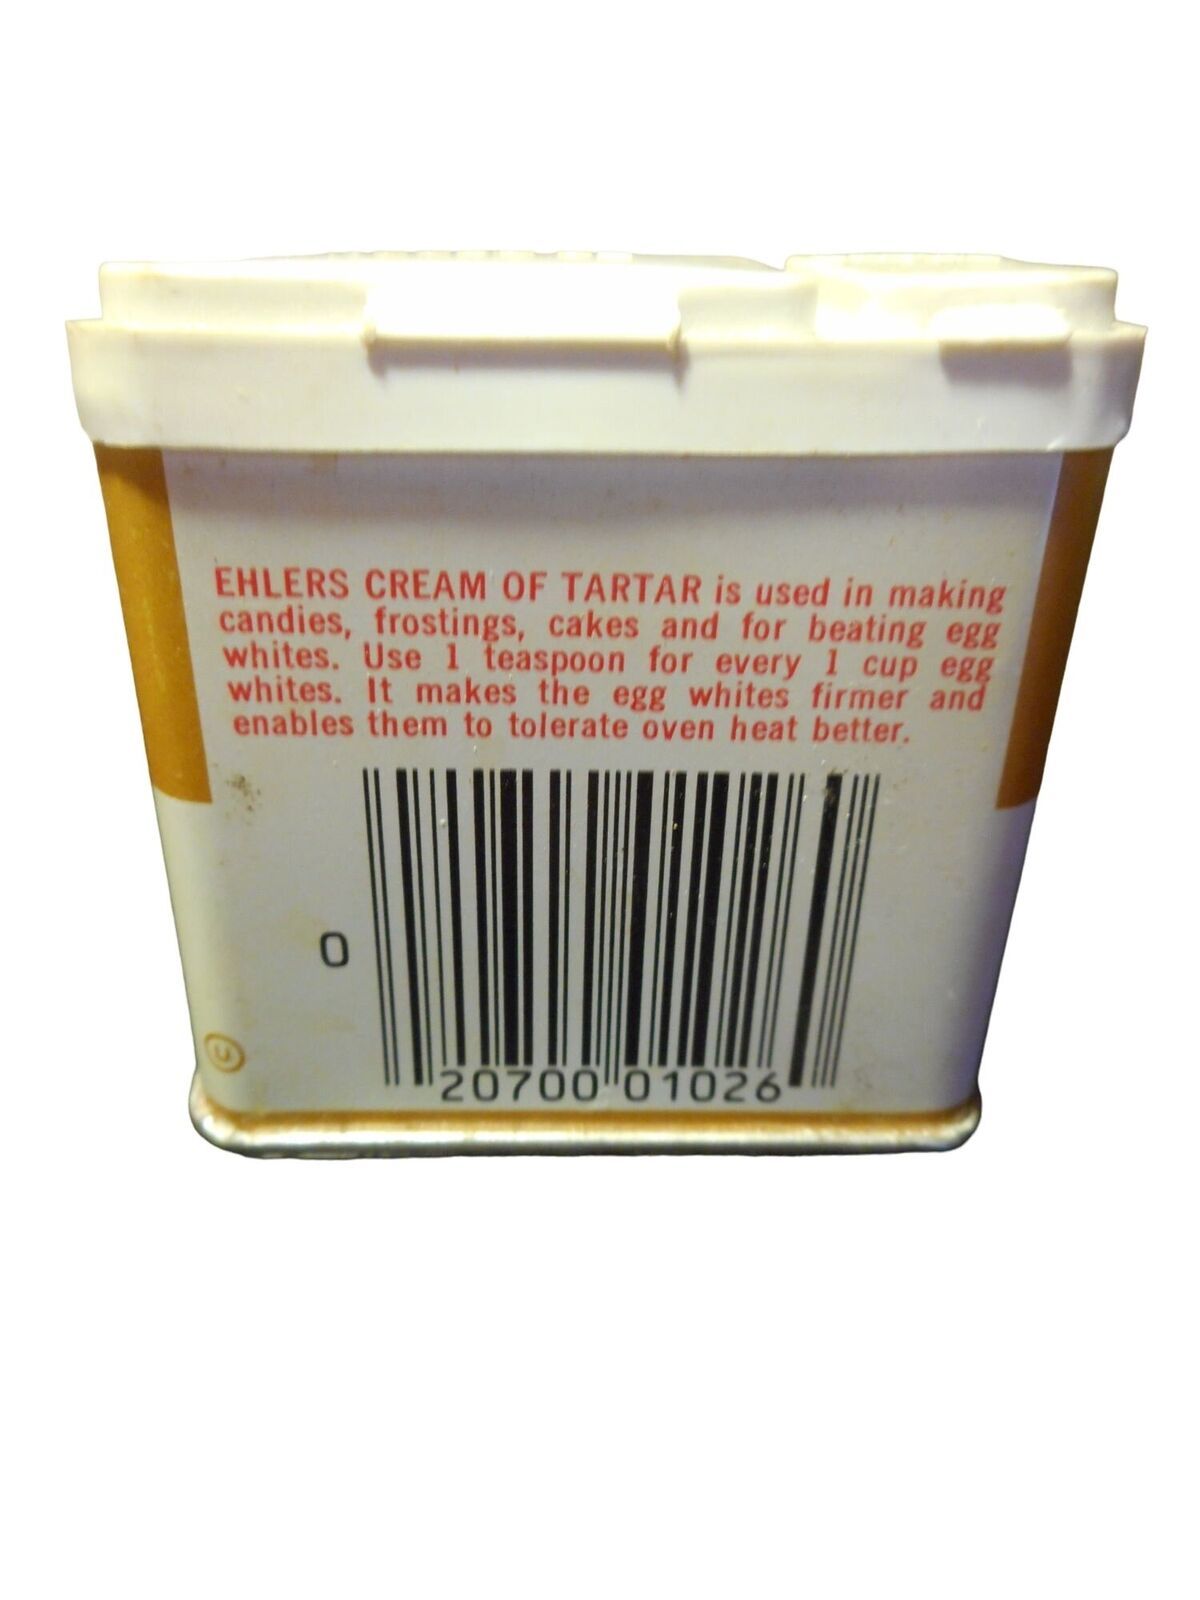 EHLERS CREAM OF TARTAR is used in making
candies, frostings, cakes and for beating egg
whites. Use 1 teaspoon for every 1 cup egg
whites. It makes the egg whites firmer and
enables them to tolerate oven heat better.
0
20700 01026
U